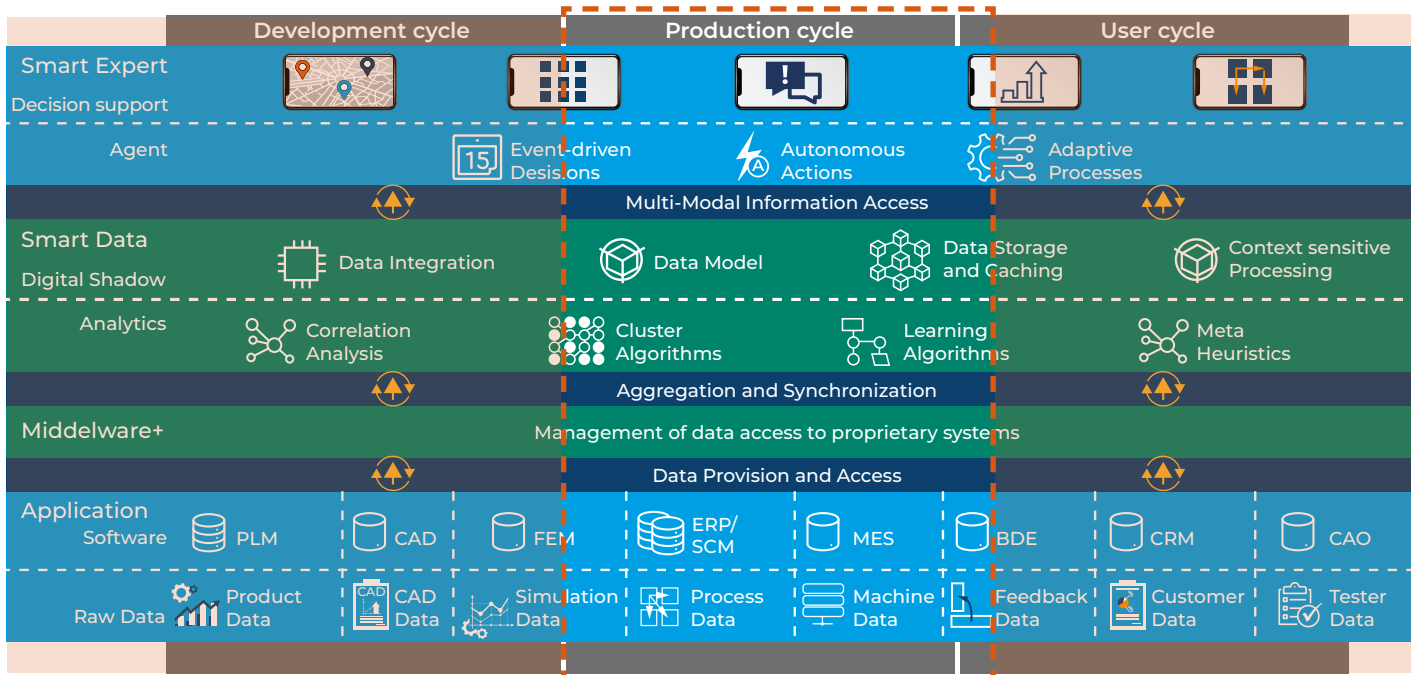 Development cycle
Production cycle
User cycle
Smart Expert
Decision support
!
Agent
15
Event-driven
Desisions
A
Autonomous
Actions
Adaptive
Processes
Multi-Modal Information Access
Smart Data
Digital Shadow
Data Integration
Data Model
Data Storage
and Caching
Context sensitive
Processing
Analytics
Correlation
Analysis
Cluster
Algorithms
Learning
Algorithms
Meta
Heuristics
Aggregation and Synchronization
Middelware+
Management of data access to proprietary systems
Data Provision and Access
Application
Software
PLM
CAD
FEM
ERP/
SCM
MES
BDE
CRM
CAO
Raw Data
Product
Data
CAD
CAD
Data
Simulation
Data
Process
Data
Machine
Data
Feedback
Data
Customer
Data
Tester
Data